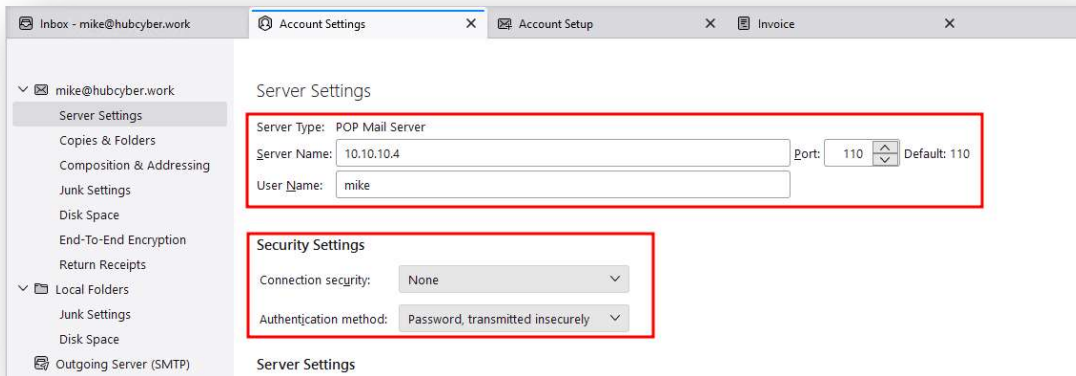 Inbox - mike@hubcyber.work Account Settings Account Setup Invoice
mike@hubcyber.work
Server Settings
Copies & Folders
Composition & Addressing
Junk Settings
Disk Space
End-To-End Encryption
Return Receipts
Local Folders
Junk Settings
Disk Space
Outgoing Server (SMTP)
Server Settings
Server Type: POP Mail Server
Server Name: 10.10.10.4 Port: 110 Default: 110
User Name: mike
Security Settings
Connection security: None
Authentication method: Password, transmitted insecurely
Server Settings